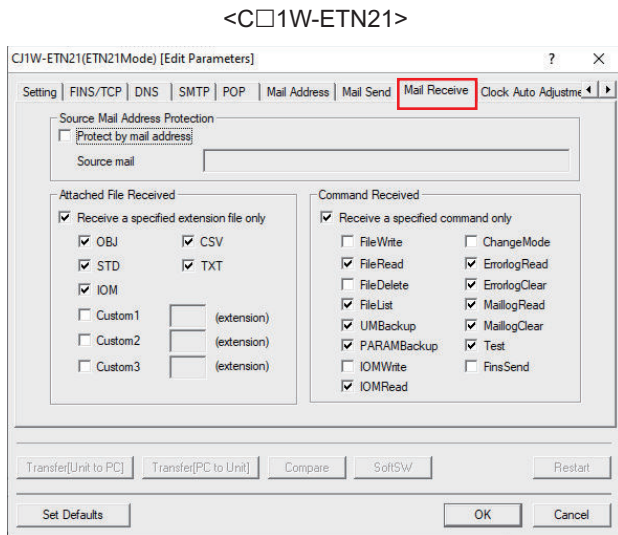 <C□1W-ETN21>
CJ1W-ETN21(ETN21Mode) [Edit Parameters] ? ×
Setting FINS/TCP DNS SMTP POP Mail Address Mail Send Mail Receive Clock Auto Adjustme
Source Mail Address Protection
Protect by mail address
Source mail
Attached File Received
Receive a specified extension file only
OBJ CSV
STD TXT
IOM
Custom1 (extension)
Custom2 (extension)
Custom3 (extension)
Command Received
Receive a specified command only
FileWrite ChangeMode
FileRead ErrorlogRead
FileDelete ErrorlogClear
FileList MaillogRead
UMBackup MaillogClear
PARAMBackup Test
IOMWrite FinsSend
IOMRead
Transfer[Unit to PC] Transfer[PC to Unit] Compare SoftSW Restart
Set Defaults OK Cancel